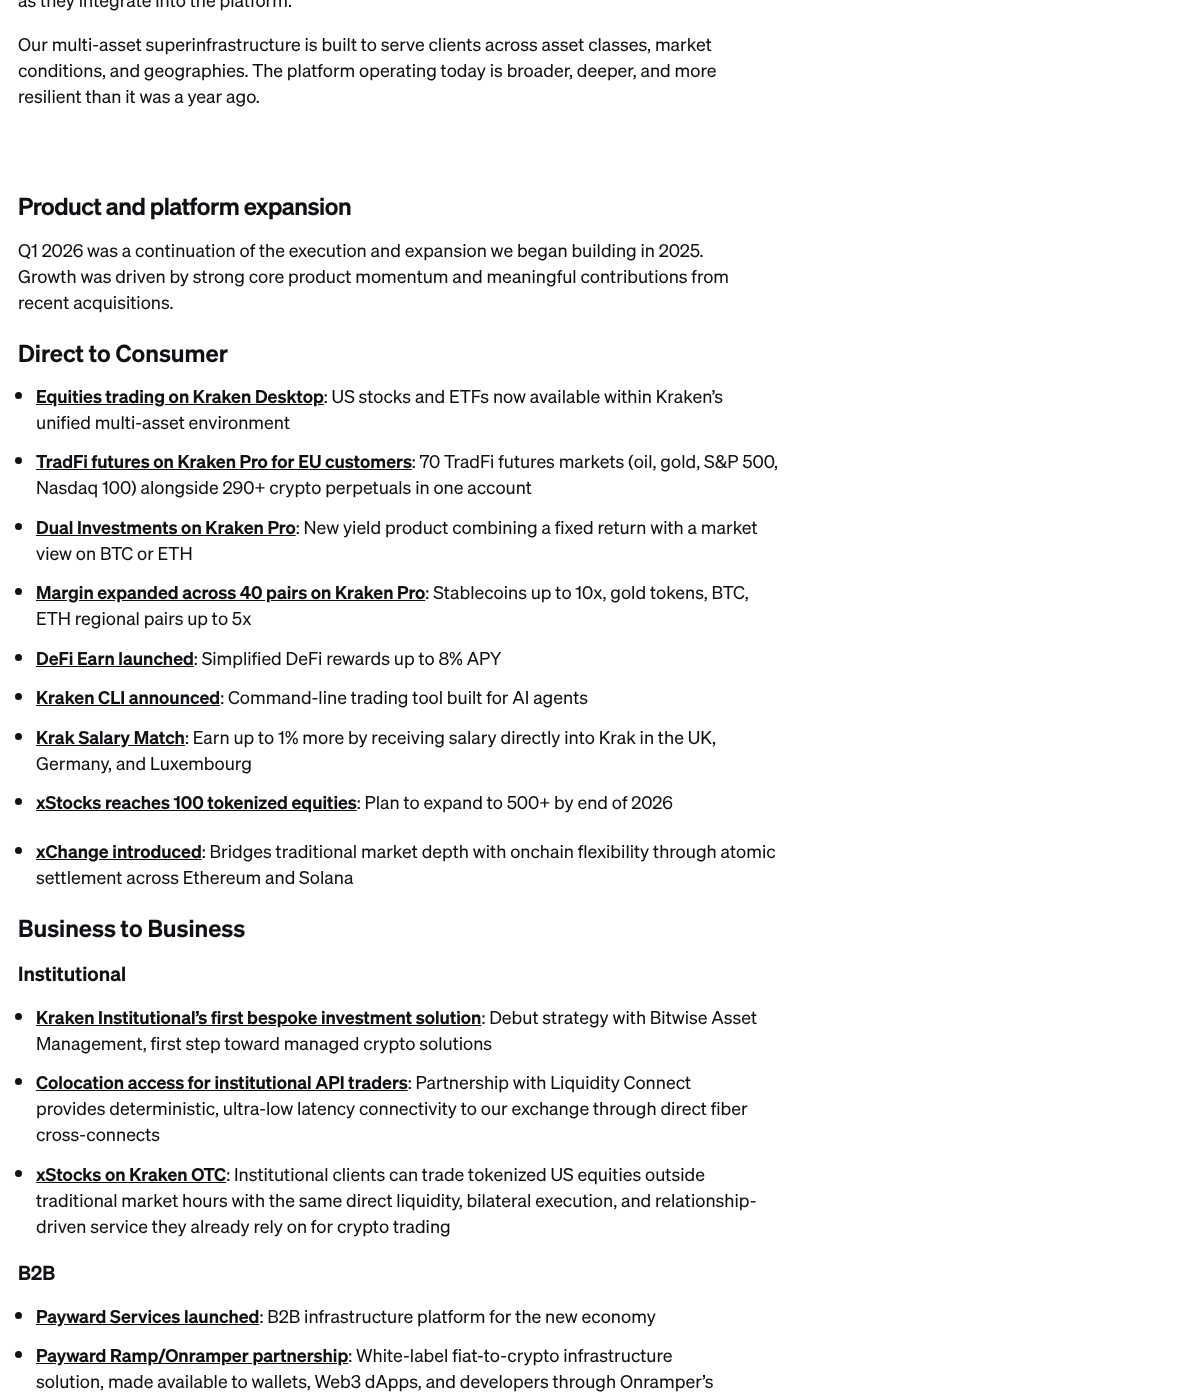 as they integrate into the platform.
Our multi-asset superinfrastructure is built to serve clients across asset classes, market
conditions, and geographies. The platform operating today is broader, deeper, and more
resilient than it was a year ago.
Product and platform expansion
Q1 2026 was a continuation of the execution and expansion we began building in 2025.
Growth was driven by strong core product momentum and meaningful contributions from
recent acquisitions.
Direct to Consumer
• Equities trading on Kraken Desktop: US stocks and ETFs now available within Kraken’s
unified multi-asset environment
• TradFi futures on Kraken Pro for EU customers: 70 TradFi futures markets (oil, gold, S&P 500,
Nasdaq 100) alongside 290+ crypto perpetuals in one account
• Dual Investments on Kraken Pro: New yield product combining a fixed return with a market
view on BTC or ETH
• Margin expanded across 40 pairs on Kraken Pro: Stablecoins up to 10x, gold tokens, BTC,
ETH regional pairs up to 5x
• DeFi Earn launched: Simplified DeFi rewards up to 8% APY
• Kraken CLI announced: Command-line trading tool built for AI agents
• Krak Salary Match: Earn up to 1% more by receiving salary directly into Krak in the UK,
Germany, and Luxembourg
• xStocks reaches 100 tokenized equities: Plan to expand to 500+ by end of 2026
• xChange introduced: Bridges traditional market depth with onchain flexibility through atomic
settlement across Ethereum and Solana
Business to Business
Institutional
• Kraken Institutional’s first bespoke investment solution: Debut strategy with Bitwise Asset
Management, first step toward managed crypto solutions
• Colocation access for institutional API traders: Partnership with Liquidity Connect
provides deterministic, ultra-low latency connectivity to our exchange through direct fiber
cross-connects
• xStocks on Kraken OTC: Institutional clients can trade tokenized US equities outside
traditional market hours with the same direct liquidity, bilateral execution, and relationship-
driven service they already rely on for crypto trading
B2B
• Payward Services launched: B2B infrastructure platform for the new economy
• Payward Ramp/Onramper partnership: White-label fiat-to-crypto infrastructure
solution, made available to wallets, Web3 dApps, and developers through Onramper’s